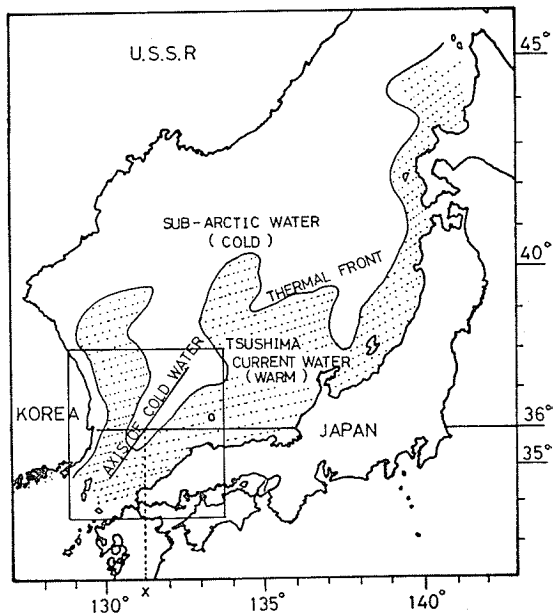 U.S.S.R
45°
SUB-ARCTIC WATER
(COLD)
THERMAL FRONT
40°
TSUSHIMA
CURRENT WATER
(WARM)
AXIS OF COLD WATER
KOREA
JAPAN
36°
35°
130°
X
135°
140°